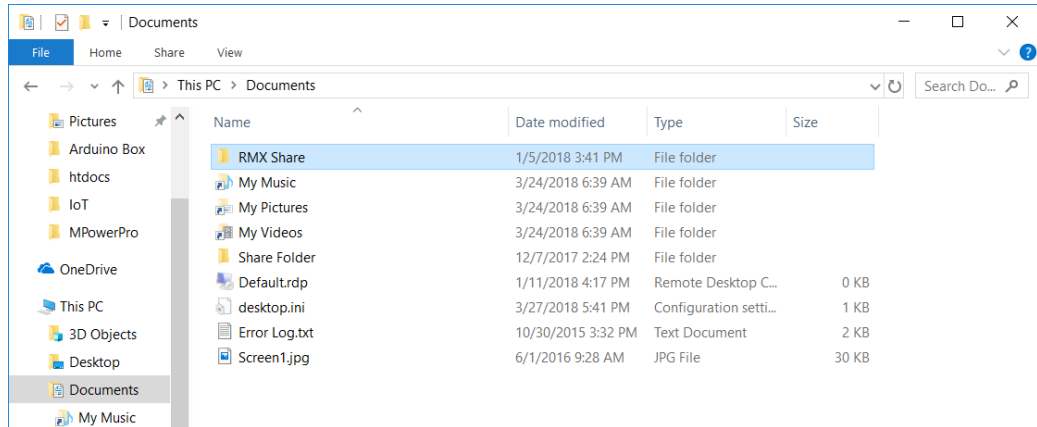 Documents
File Home Share View
This PC Documents Search Do...
Name Date modified Type Size
Pictures
Arduino Box
htdocs
IoT
MPowerPro
OneDrive
This PC
3D Objects
Desktop
Documents
My Music
RMX Share 1/5/2018 3:41 PM File folder
My Music 3/24/2018 6:39 AM File folder
My Pictures 3/24/2018 6:39 AM File folder
My Videos 3/24/2018 6:39 AM File folder
Share Folder 12/7/2017 2:24 PM File folder
Default.rdp 1/11/2018 4:17 PM Remote Desktop C... 0 KB
desktop.ini 3/27/2018 5:41 PM Configuration setti... 1 KB
Error Log.txt 10/30/2015 3:32 PM Text Document 2 KB
Screen1.jpg 6/1/2016 9:28 AM JPG File 30 KB